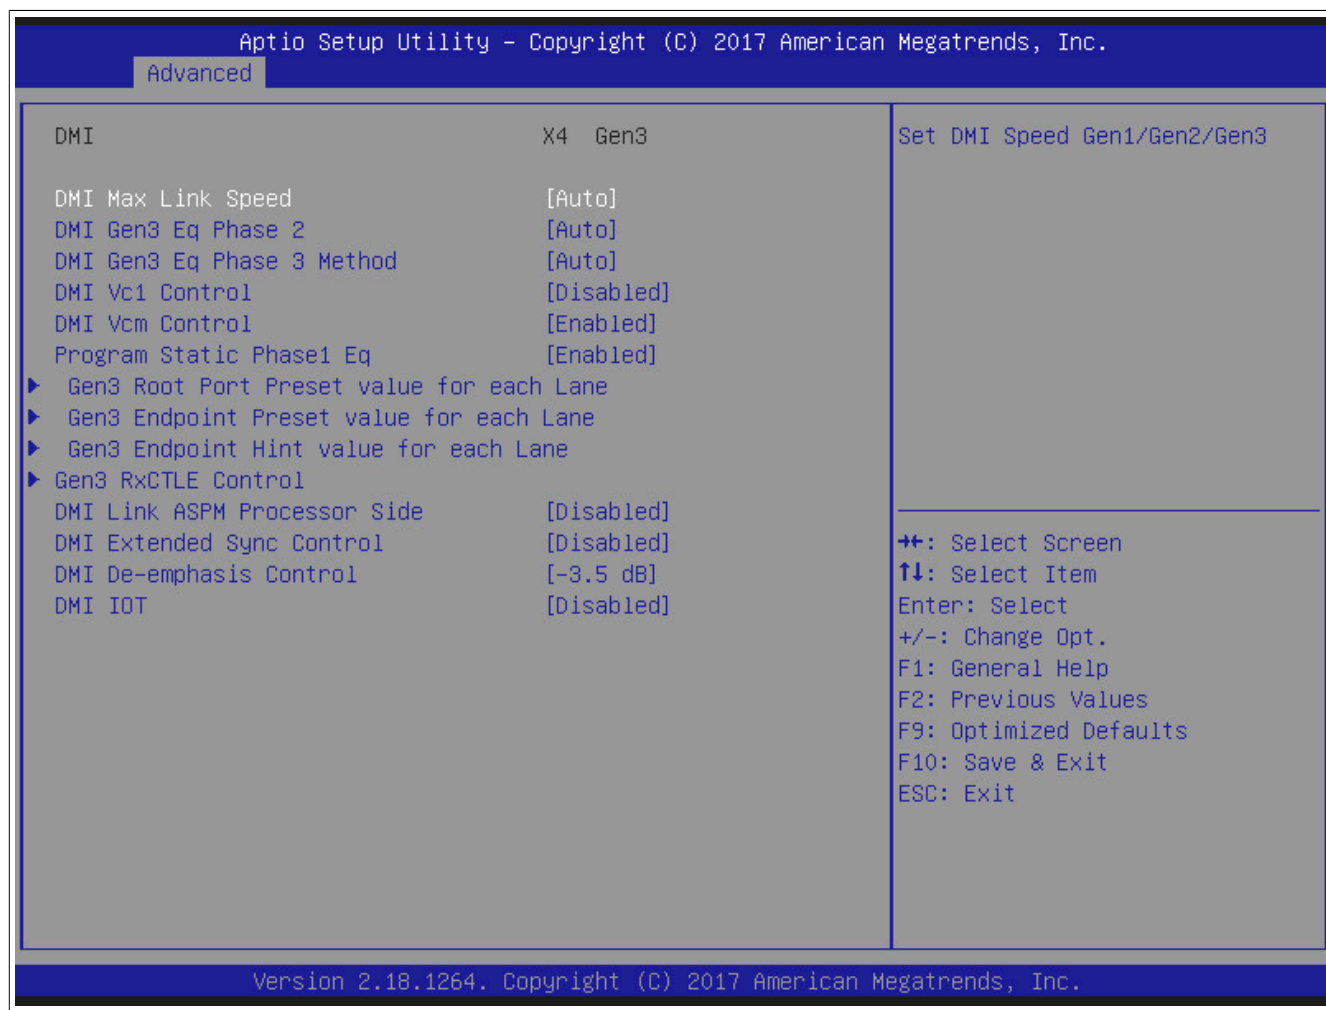 Aptio Setup Utility – Copyright (C) 2017 American Megatrends, Inc.
Advanced
DMI X4 Gen3
DMI Max Link Speed [Auto]
DMI Gen3 Eq Phase 2 [Auto]
DMI Gen3 Eq Phase 3 Method [Auto]
DMI Vc1 Control [Disabled]
DMI Vcm Control [Enabled]
Program Static Phase1 Eq [Enabled]
Gen3 Root Port Preset value for each Lane
Gen3 Endpoint Preset value for each Lane
Gen3 Endpoint Hint value for each Lane
Gen3 RxCTLE Control
DMI Link ASPM Processor Side [Disabled]
DMI Extended Sync Control [Disabled]
DMI De-emphasis Control [-3.5 dB]
DMI IOT [Disabled]
Set DMI Speed Gen1/Gen2/Gen3
→←: Select Screen
↑↓: Select Item
Enter: Select
+/-: Change Opt.
F1: General Help
F2: Previous Values
F9: Optimized Defaults
F10: Save & Exit
ESC: Exit
Version 2.18.1264. Copyright (C) 2017 American Megatrends, Inc.